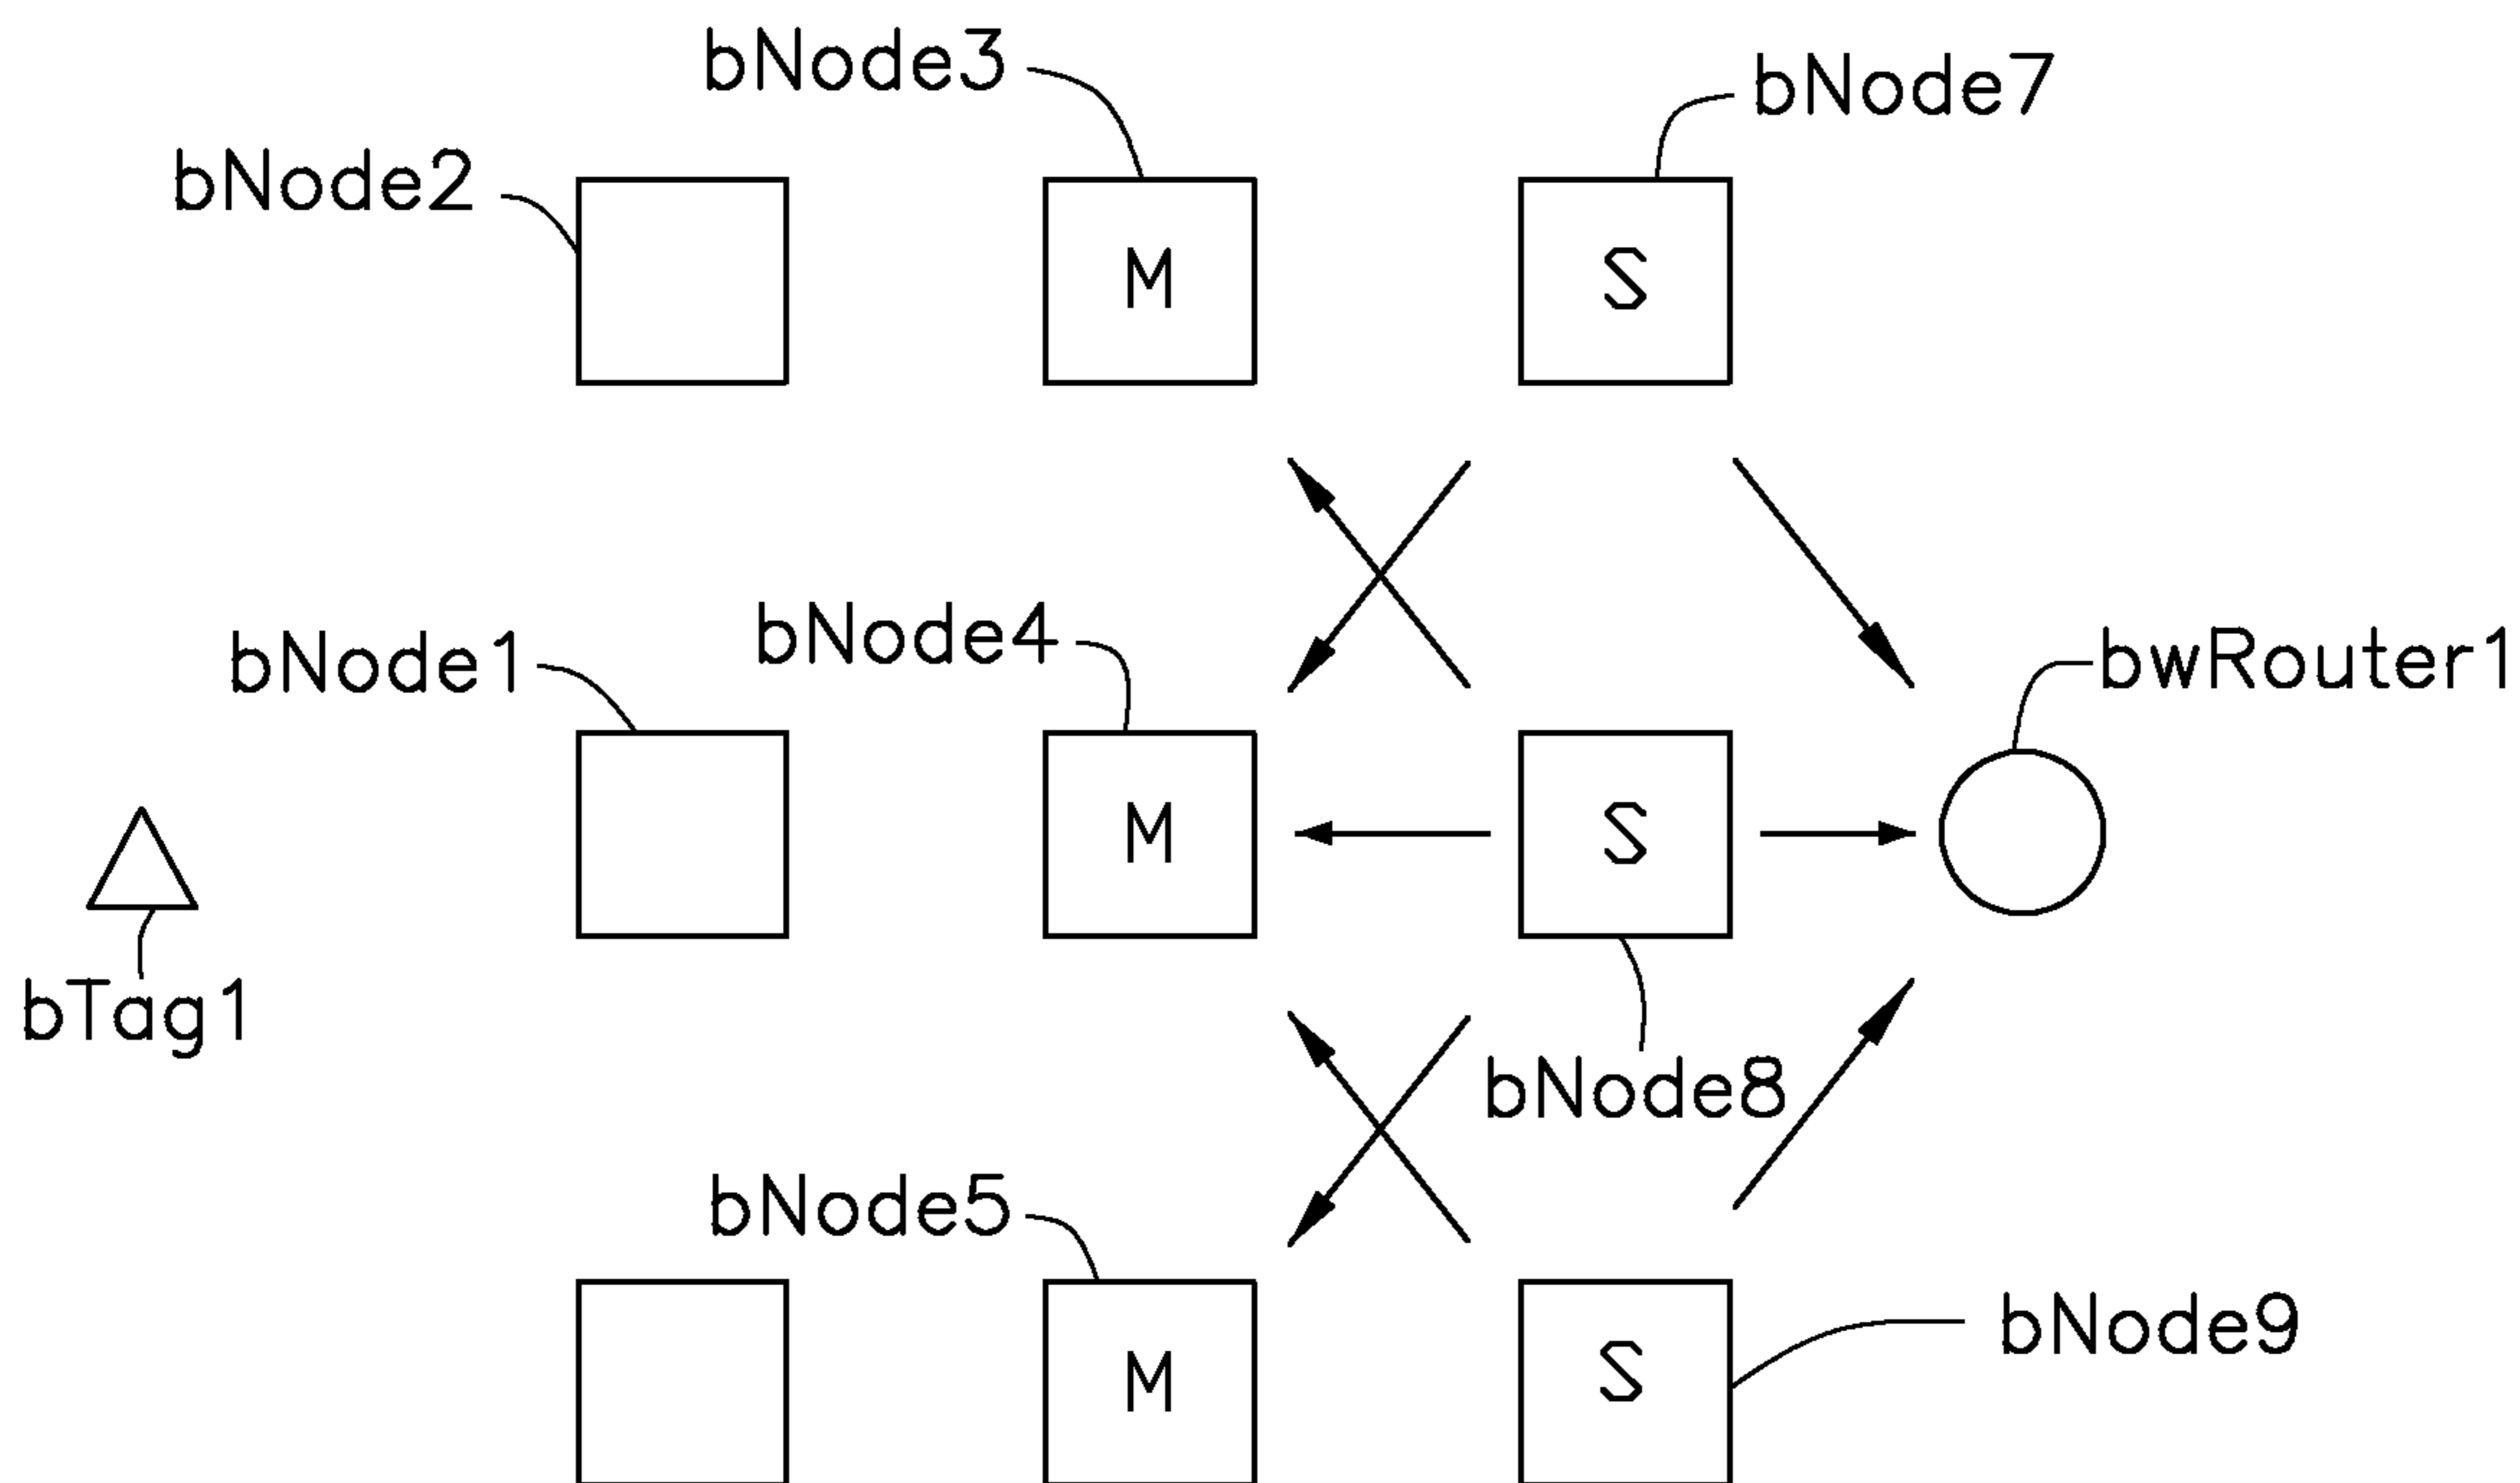 bNode3
bNode7
bNode2
M
S
bNode4
bNode1
bwRouter1
M
S
bTag1
bNode8
bNode5
bNode9
M
S